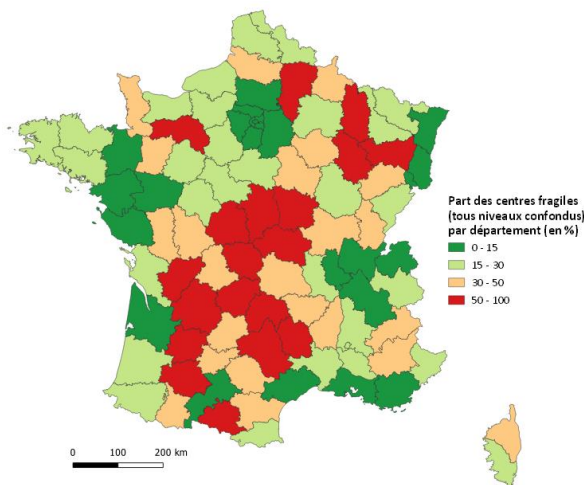 Part des centres fragiles
(tous niveaux confondus)
par département (en %)
0 - 15
15 - 30
30 - 50
50 - 100
0 100 200 km